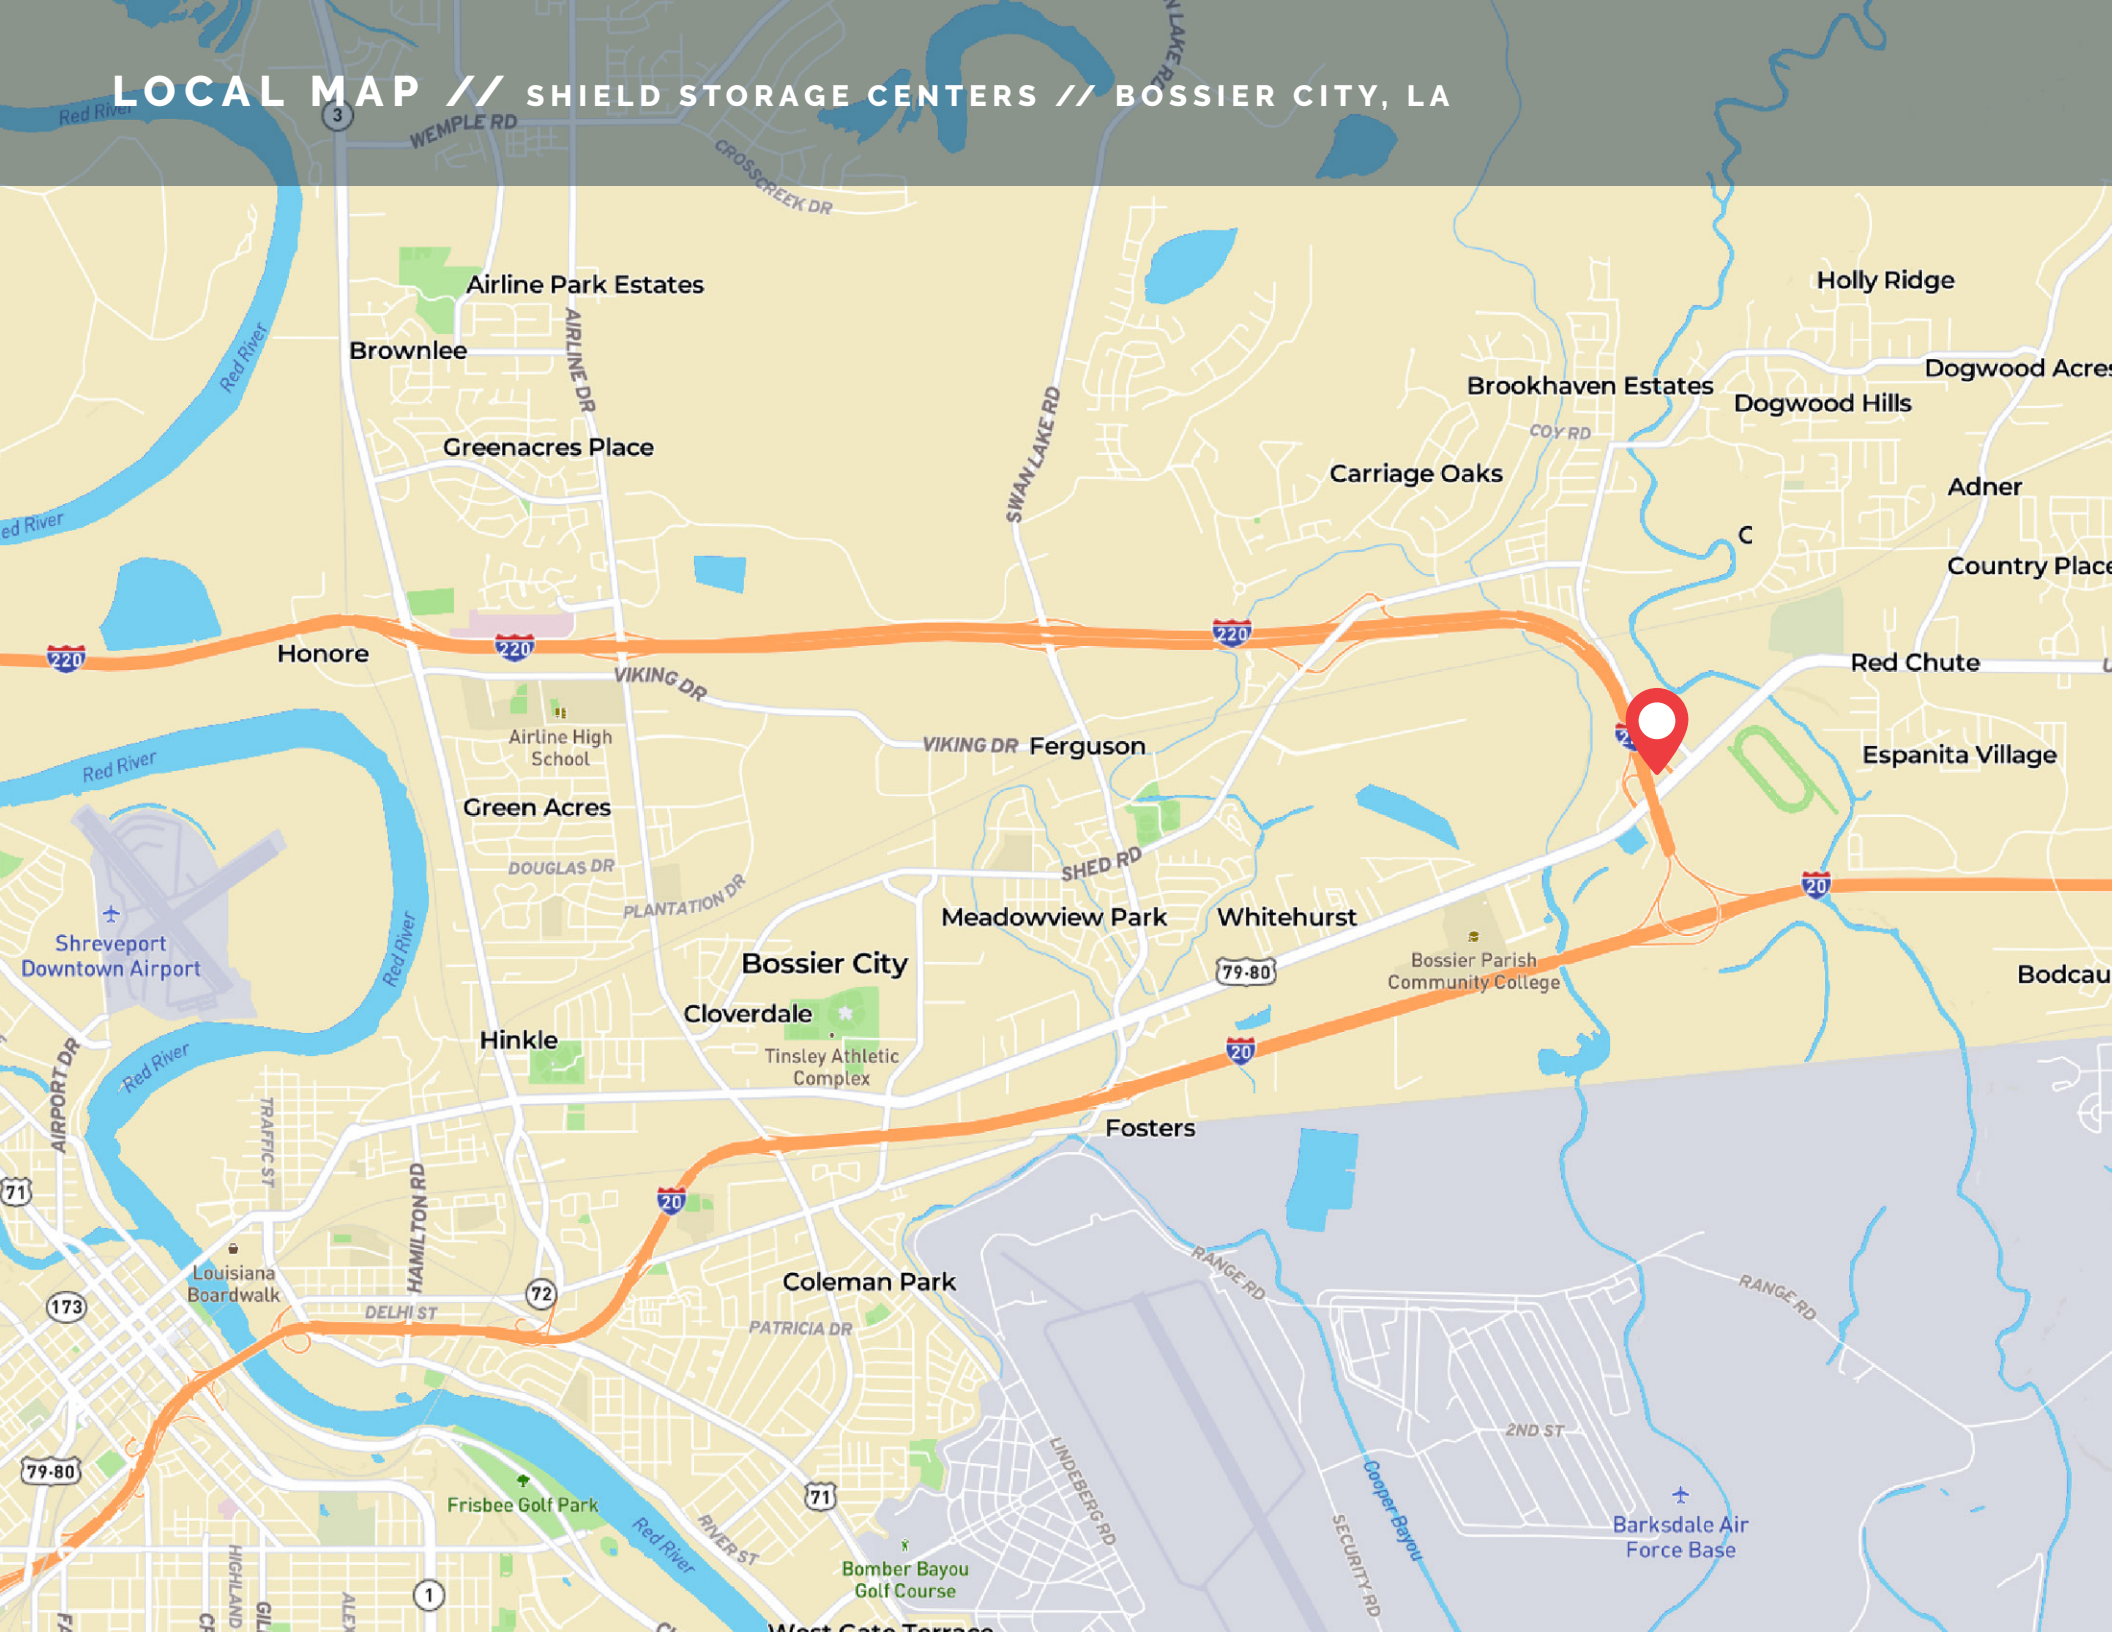 LOCAL MAP // SHIELD STORAGE CENTERS // BOSSIER CITY, LA
Red River
3
WEMPLE RD
CROSSCREEK DR
Airline Park Estates
Holly Ridge
Red River
Brownlee
AIRLINE DR
Dogwood Acres
Brookhaven Estates
Dogwood Hills
SWAN LAKE RD
COY RD
Greenacres Place
Carriage Oaks
Adner
C
Country Place
220
Honore
220
220
Red Chute
VIKING DR
Airline High
School
VIKING DR
Ferguson
Espanita Village
Red River
Green Acres
DOUGLAS DR
SHED RD
PLANTATION DR
20
Meadowview Park
Whitehurst
Shreveport
Downtown Airport
Red River
Bossier City
79-80
Bossier Parish
Community College
Bodcau
Cloverdale
Hinkle
Tinsley Athletic
Complex
20
Red River
AIRPORT DR
TRAFFIC ST
Fosters
71
HAMILTON RD
20
Louisiana
Boardwalk
RANGE RD
RANGE RD
Coleman Park
72
173
DELHI ST
PATRICIA DR
2ND ST
LINDEBERG RD
79-80
71
Cooper Bayou
Frisbee Golf Park
Red River
RIVER ST
SECURITY RD
Barksdale Air
Force Base
Bomber Bayou
Golf Course
HIGHLAND
1
West Gate Terrace